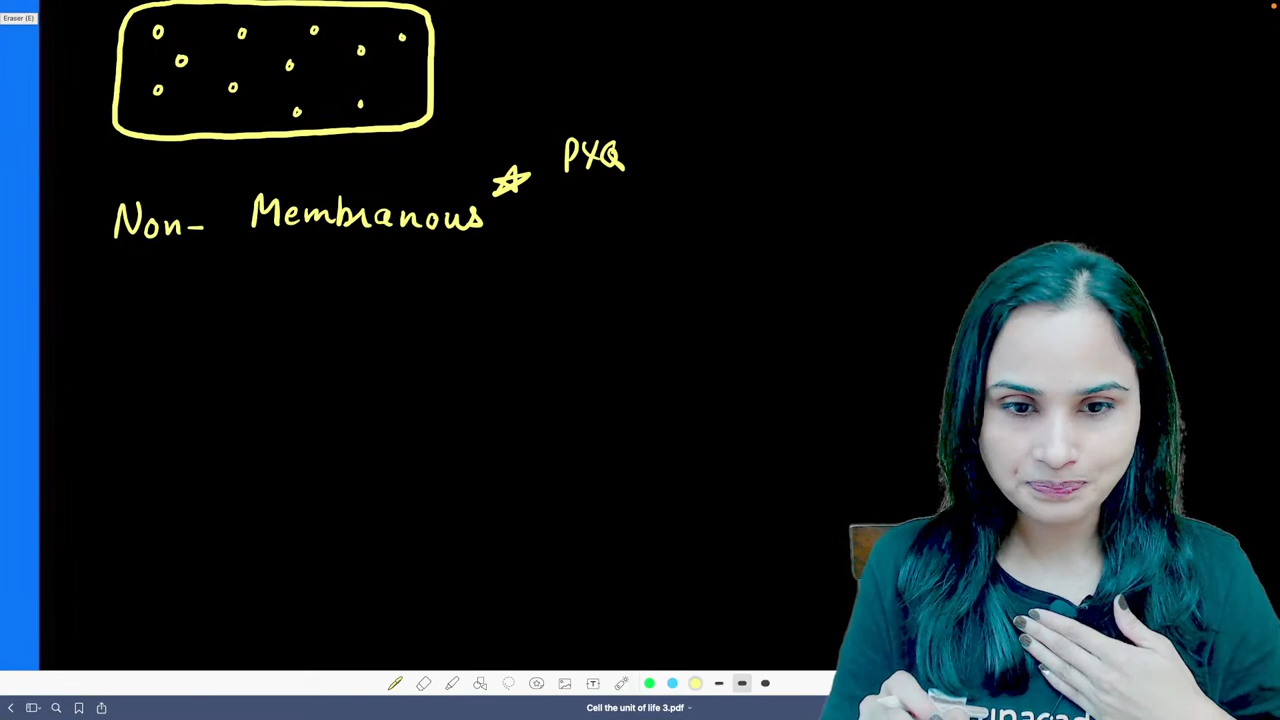 Eraser (E)
PYQ
Non- Membranous
Cell the unit of life 3.pdf